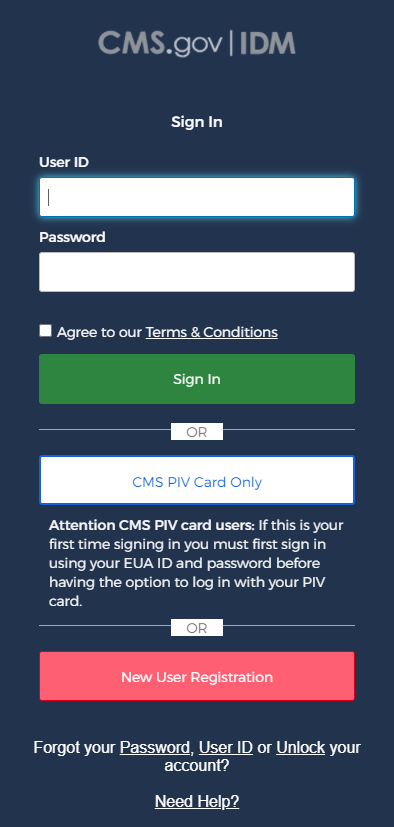 CMS.gov|IDM
Sign In
User ID
Password
Agree to our Terms & Conditions
Sign In
OR
CMS PIV Card Only
Attention CMS PIV card users: If this is your
first time signing in you must first sign in
using your EUA ID and password before
having the option to log in with your PIV
card.
OR
New User Registration
Forgot your Password, User ID or Unlock your
account?
Need Help?